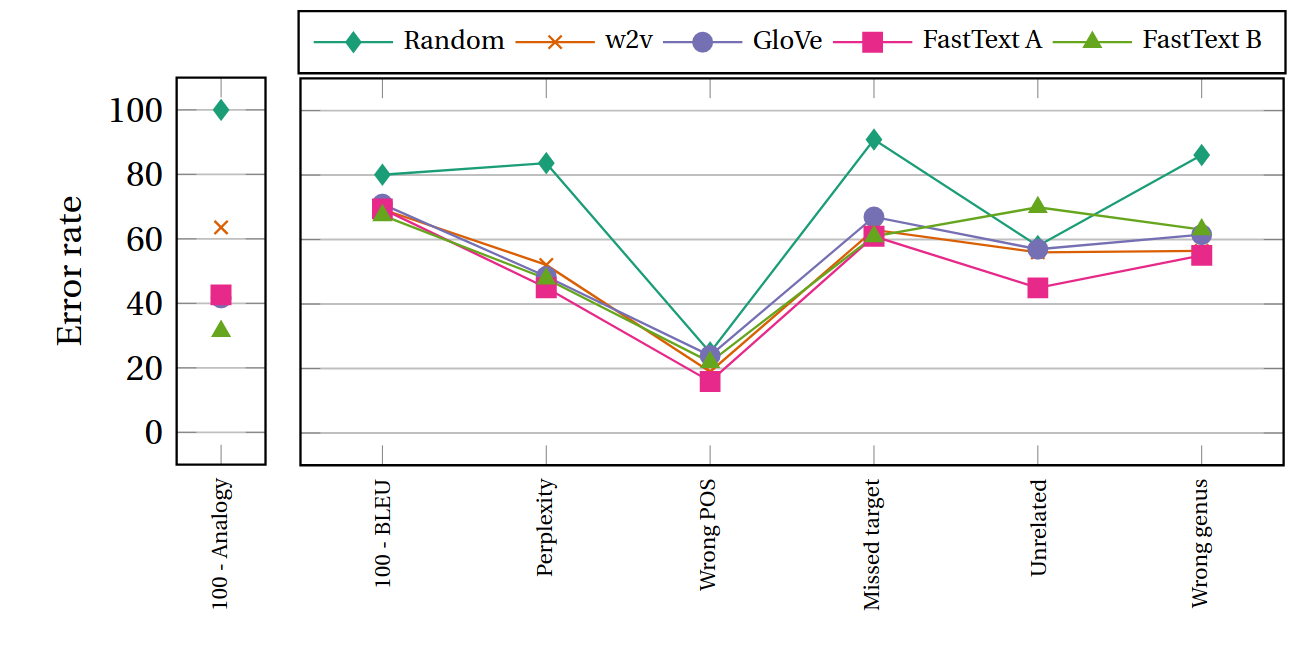 Random w2v GloVe FastText A FastText B
Error rate
100
80
60
40
20
0
100 - Analogy
100 - BLEU
Perplexity
Wrong POS
Missed target
Unrelated
Wrong genus